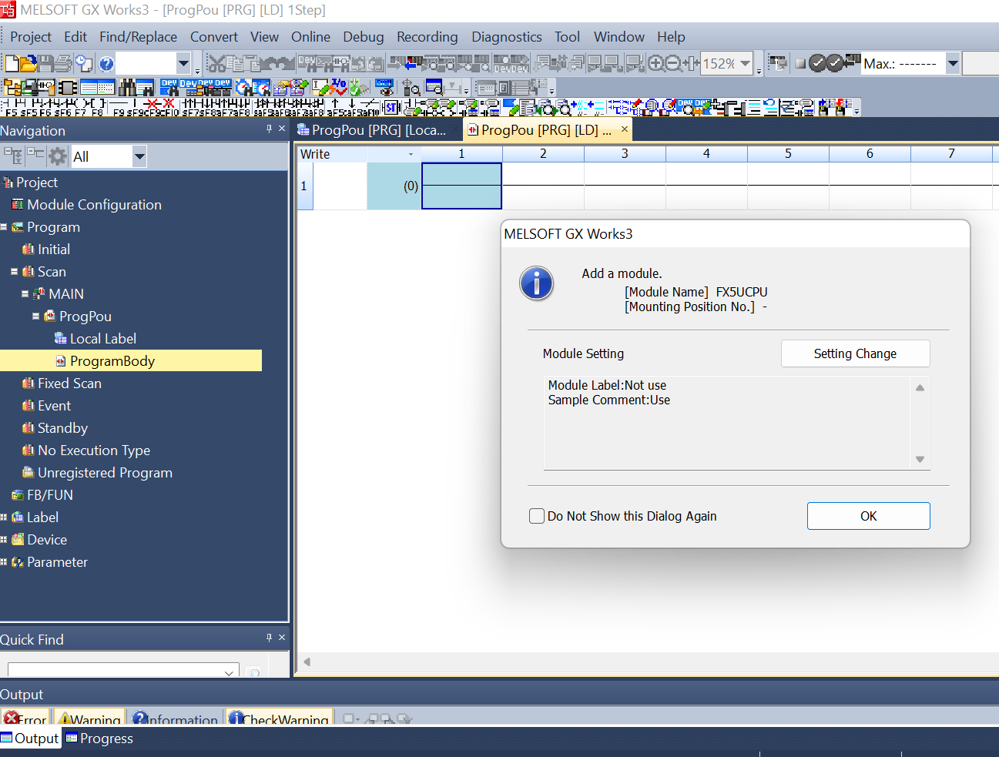 MELSOFT GX Works3 - [ProgPou [PRG] [LD] 1Step]
Project Edit Find/Replace Convert View Online Debug Recording Diagnostics Tool Window Help
152% Max.: -------
Navigation
ProgPou [PRG] [Loca...
ProgPou [PRG] [LD] ...
All
Write 1 2 3 4 5 6 7
1 (0)
Project
Module Configuration
Program
Initial
Scan
MAIN
ProgPou
Local Label
ProgramBody
Fixed Scan
Event
Standby
No Execution Type
Unregistered Program
FB/FUN
Label
Device
Parameter
MELSOFT GX Works3
Add a module.
[Module Name] FX5UCPU
[Mounting Position No.] -
Module Setting
Setting Change
Module Label:Not use
Sample Comment:Use
Do Not Show this Dialog Again
OK
Quick Find
Output
Error Warning Information CheckWarning
Output Progress